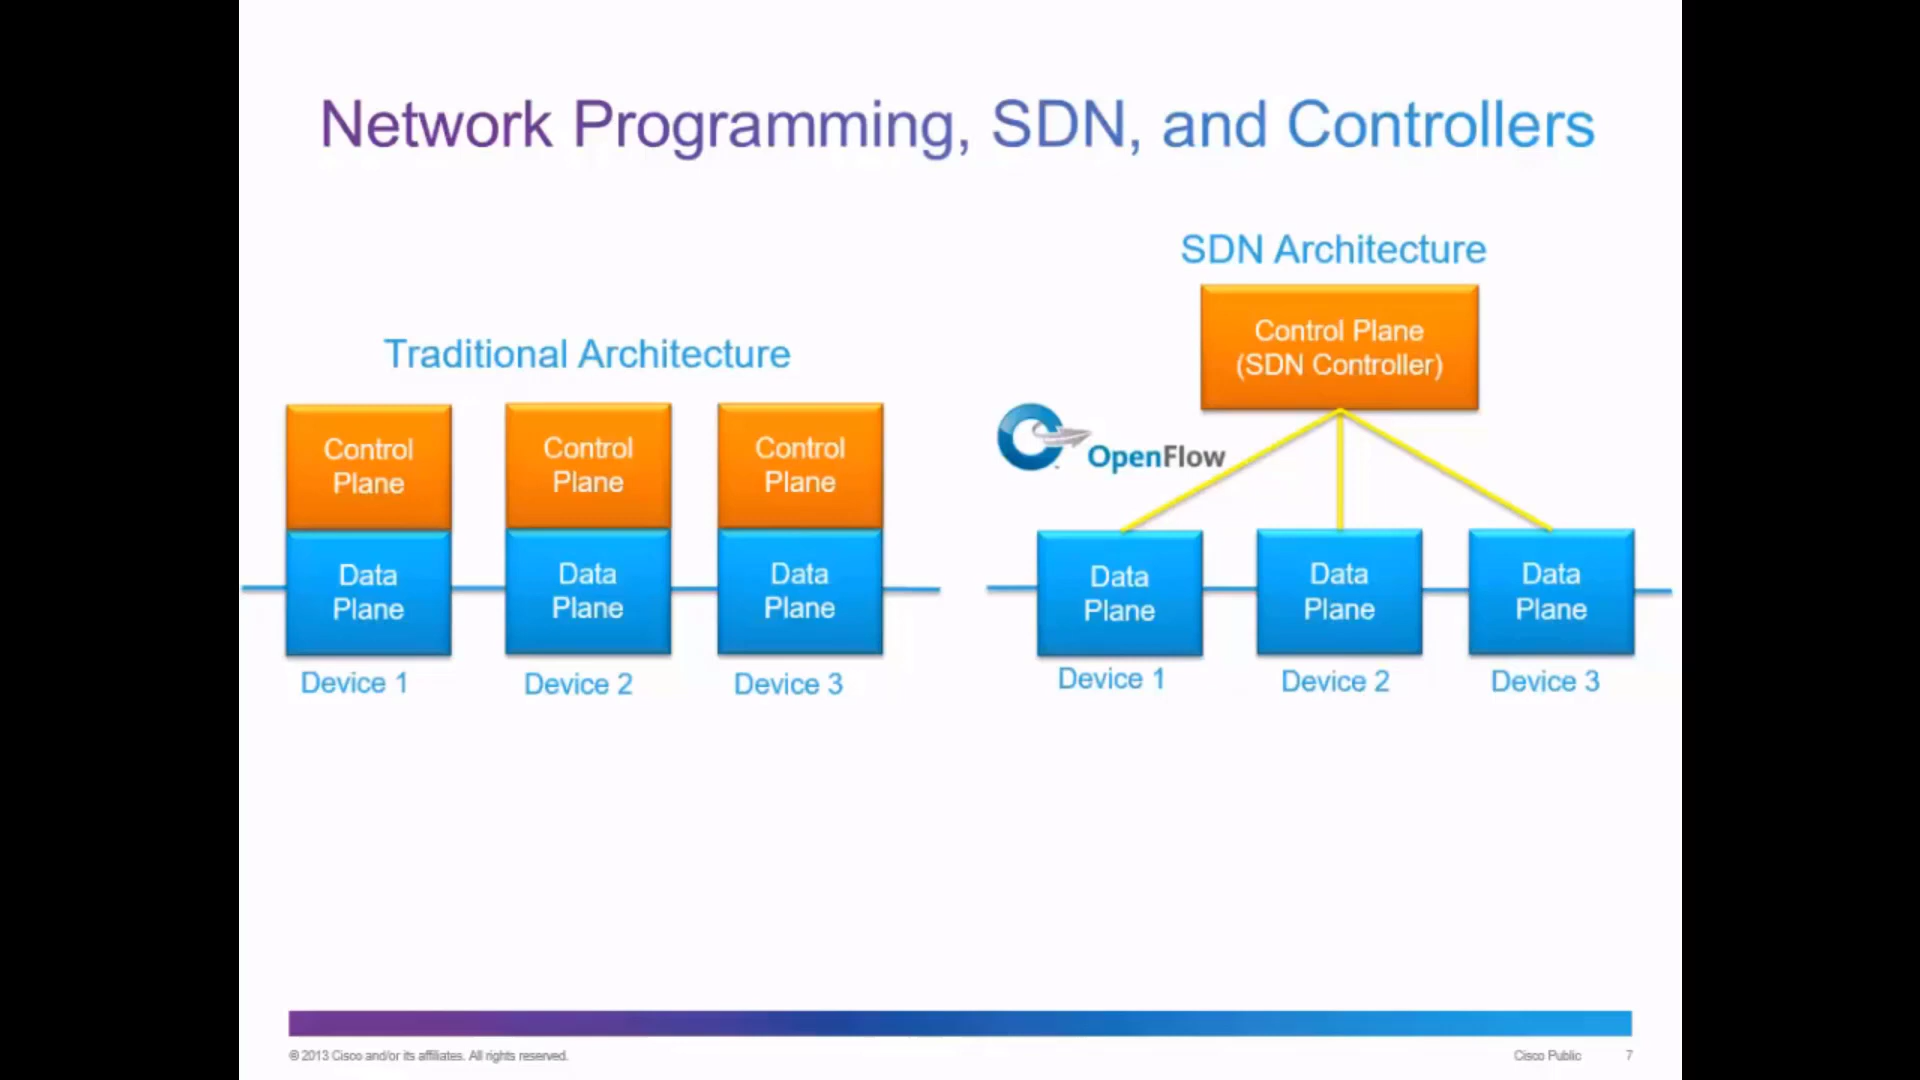 Network Programming, SDN, and Controllers
Traditional Architecture
Control
Plane
Control
Plane
Control
Plane
Data
Plane
Data
Plane
Data
Plane
Device 1
Device 2
Device 3
SDN Architecture
Control Plane
(SDN Controller)
OpenFlow
Data
Plane
Data
Plane
Data
Plane
Device 1
Device 2
Device 3
© 2013 Cisco and/or its affiliates. All rights reserved.
Cisco Public
7